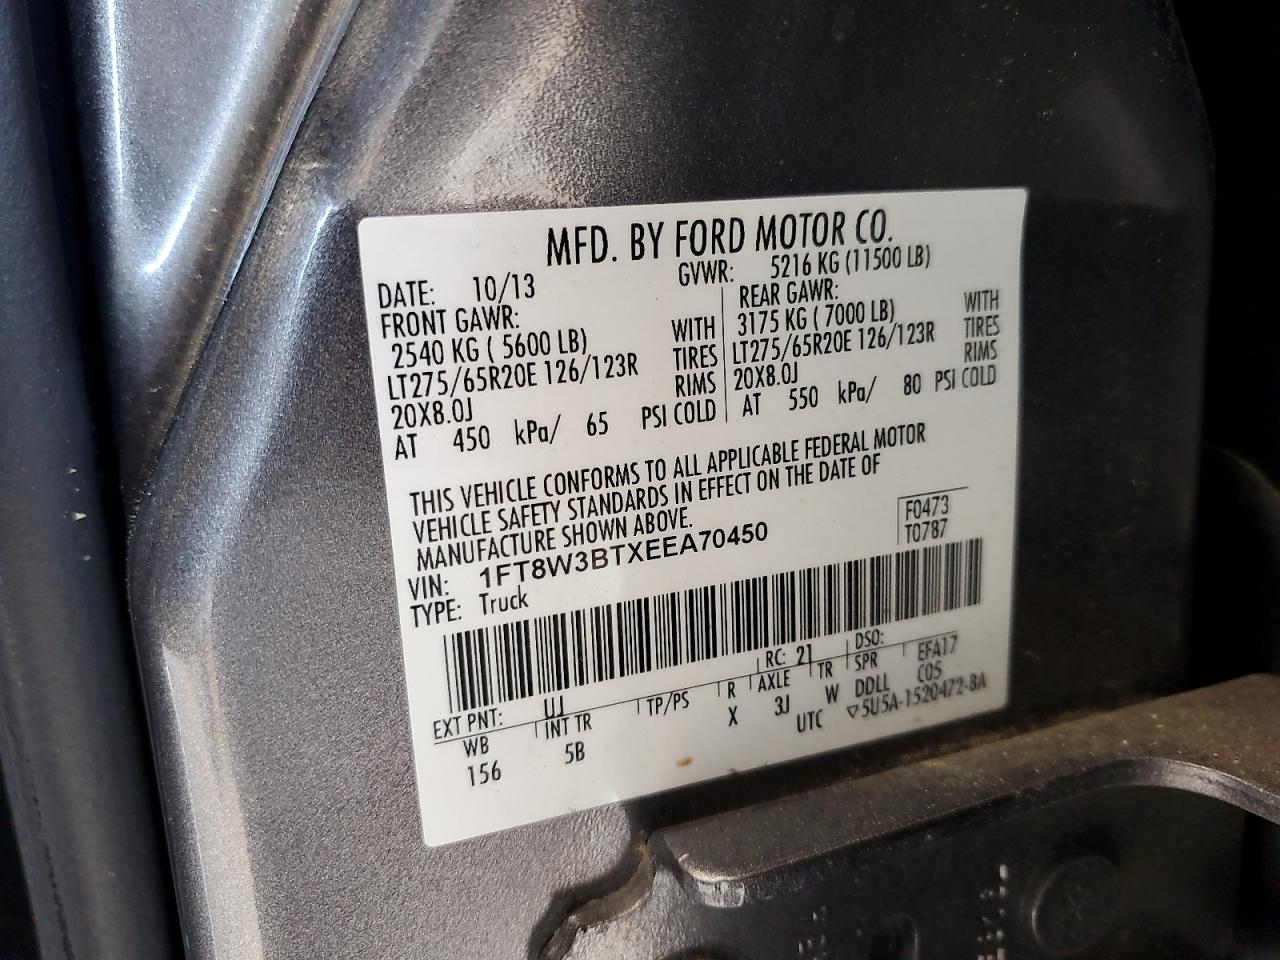 MFD. BY FORD MOTOR CO.
DATE: 10/13 GVWR: 5216 KG (11500 LB)
FRONT GAWR:
2540 KG ( 5600 LB) WITH
LT275/65R20E 126/123R TIRES
20X8.0J RIMS
AT 450 kPa/ 65 PSI COLD
REAR GAWR:
3175 KG ( 7000 LB) WITH
LT275/65R20E 126/123R TIRES
20X8.0J RIMS
AT 550 kPa/ 80 PSI COLD
THIS VEHICLE CONFORMS TO ALL APPLICABLE FEDERAL MOTOR
VEHICLE SAFETY STANDARDS IN EFFECT ON THE DATE OF
MANUFACTURE SHOWN ABOVE.
F0473
T0787
VIN: 1FT8W3BTXEEA70450
TYPE: Truck
EXT PNT: UJ RC: 21 DSO:
WB INT TR TP/PS R AXLE TR SPR EFA17
156 5B X 3J W DDLL C05
UTC ▽5U5A-1520472-BA